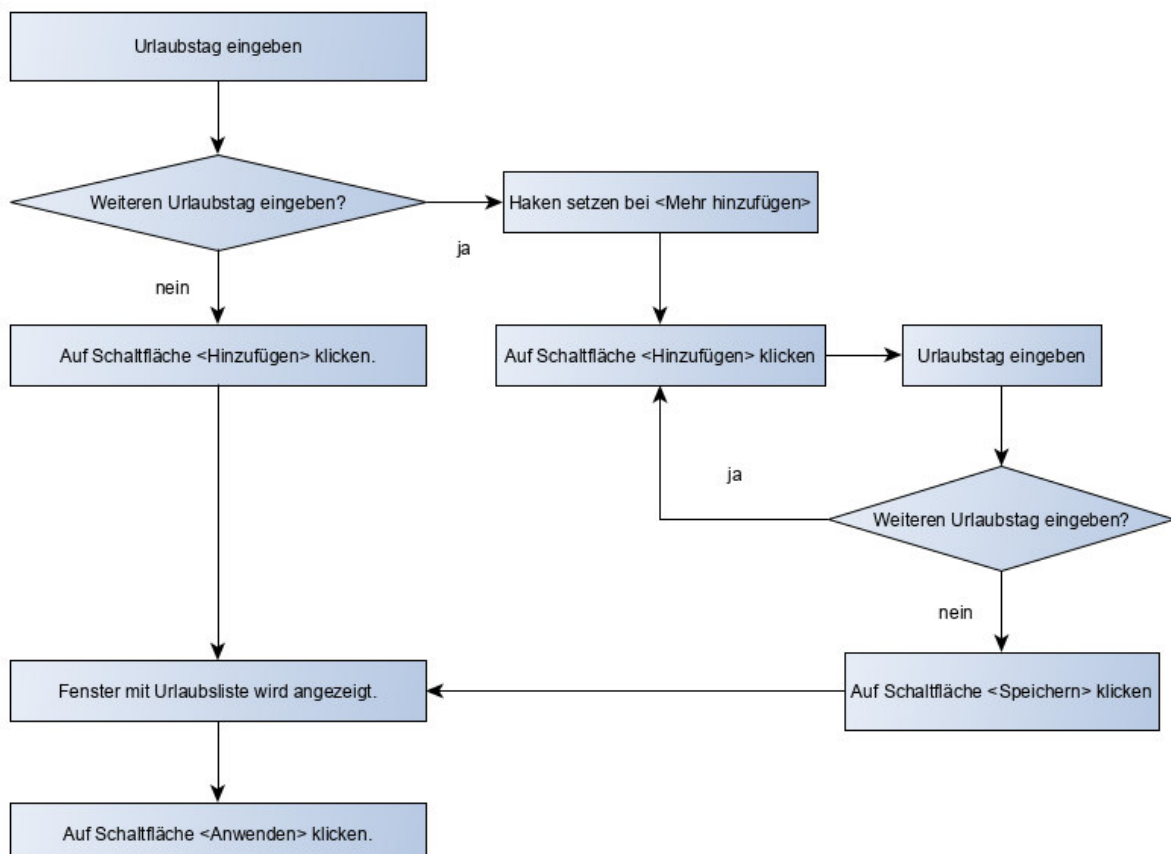 Urlaubstag eingeben
Weiteren Urlaubstag eingeben?
Haken setzen bei <Mehr hinzufügen>
ja
nein
Auf Schaltfläche <Hinzufügen> klicken.
Auf Schaltfläche <Hinzufügen> klicken
Urlaubstag eingeben
ja
Weiteren Urlaubstag eingeben?
nein
Fenster mit Urlaubsliste wird angezeigt.
Auf Schaltfläche <Speichern> klicken
Auf Schaltfläche <Anwenden> klicken.